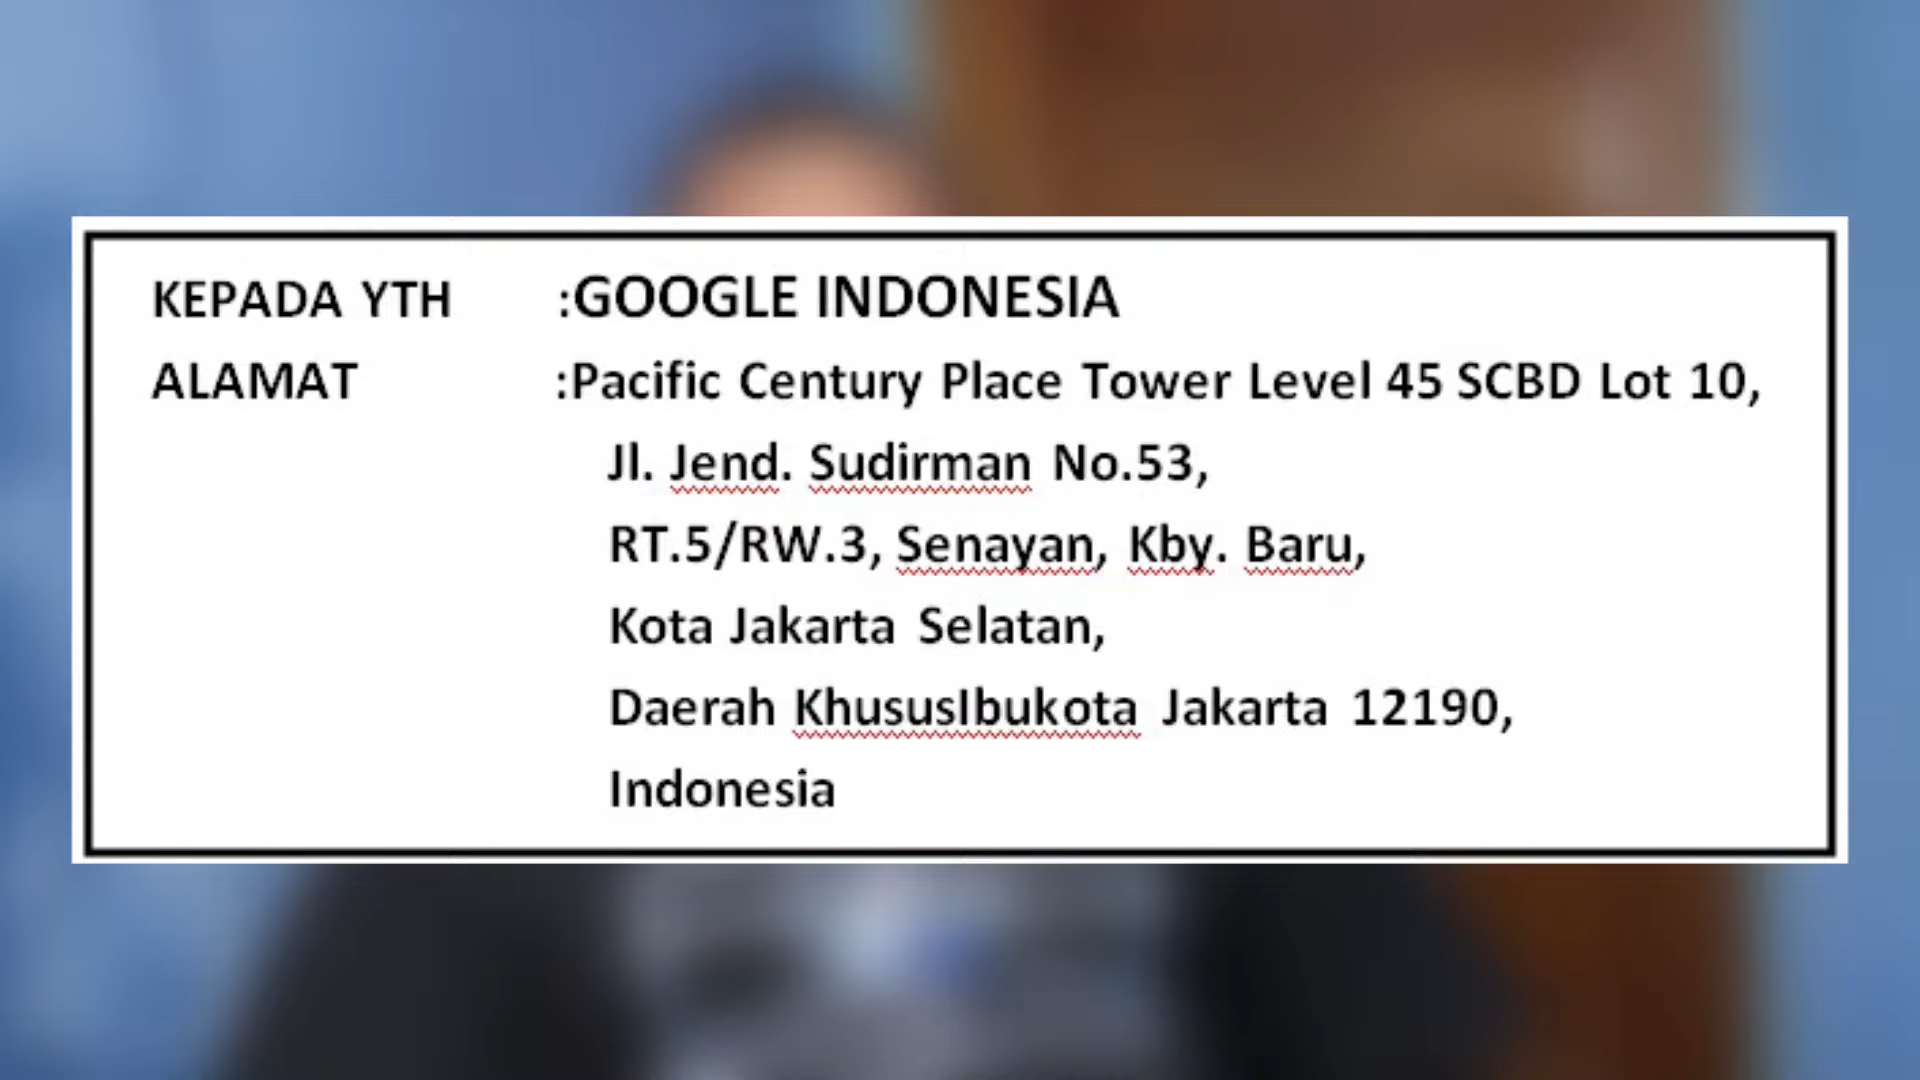 KEPADA YTH :GOOGLE INDONESIA
ALAMAT :Pacific Century Place Tower Level 45 SCBD Lot 10,
Jl. Jend. Sudirman No.53,
RT.5/RW.3, Senayan, Kby. Baru,
Kota Jakarta Selatan,
Daerah KhususIbukota Jakarta 12190,
Indonesia